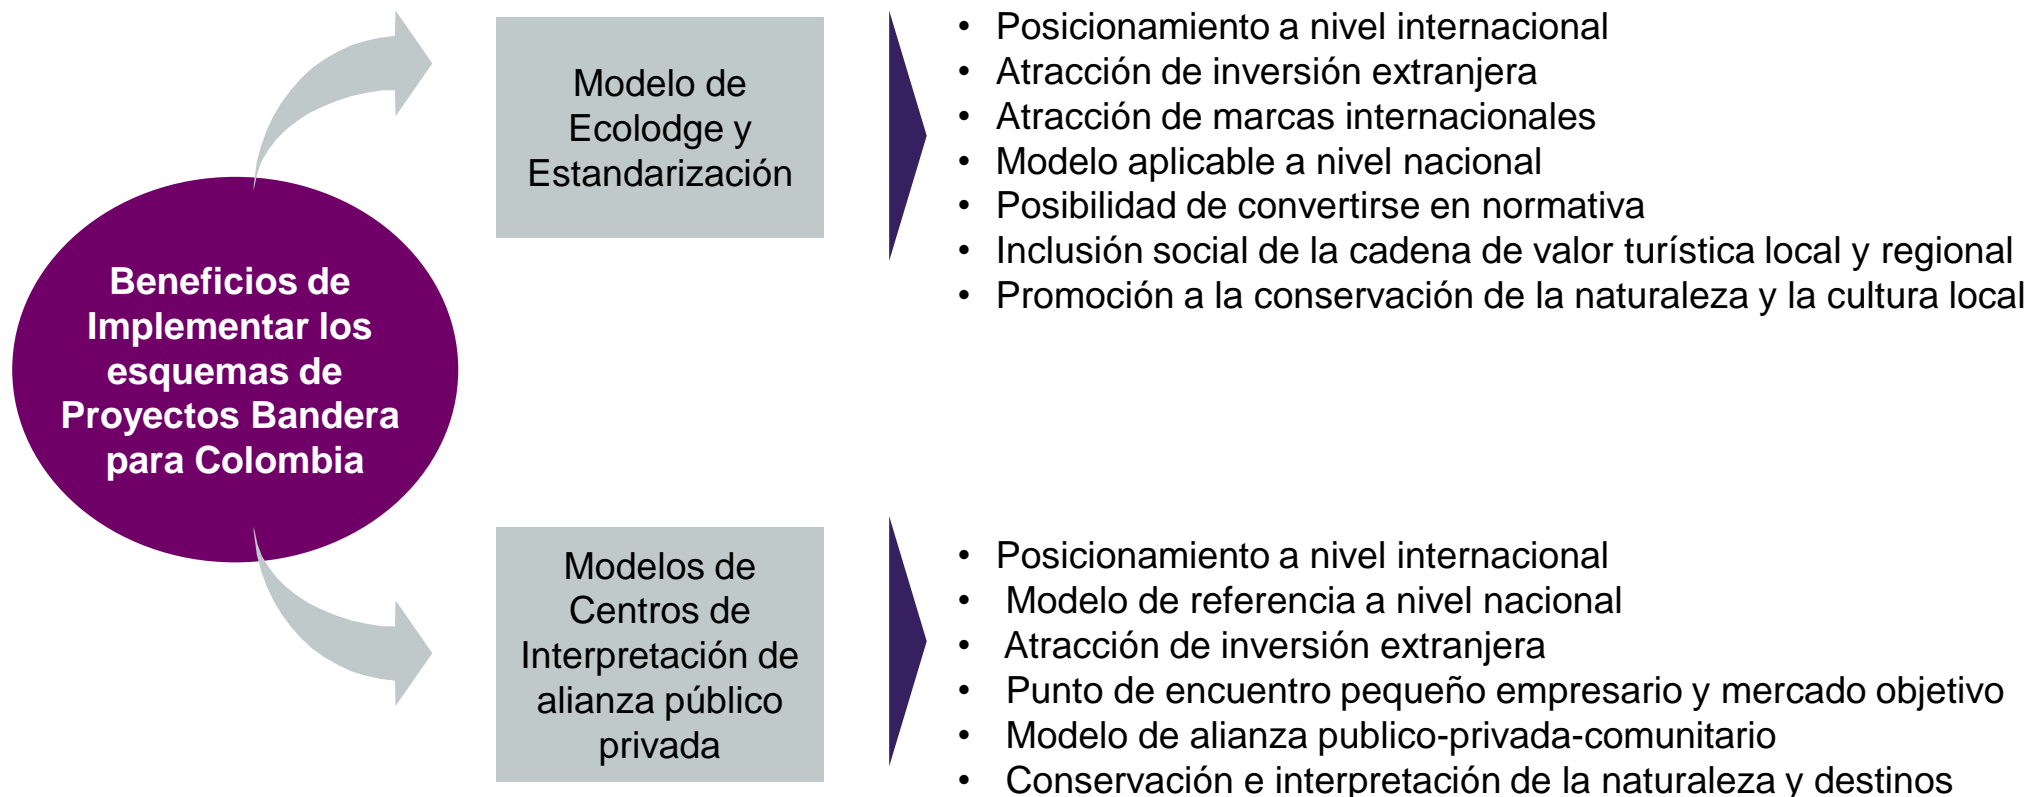 Beneficios de
Implementar los
esquemas de
Proyectos Bandera
para Colombia
Modelo de
Ecolodge y
Estandarización
• Posicionamiento a nivel internacional
• Atracción de inversión extranjera
• Atracción de marcas internacionales
• Modelo aplicable a nivel nacional
• Posibilidad de convertirse en normativa
• Inclusión social de la cadena de valor turística local y regional
• Promoción a la conservación de la naturaleza y la cultura local
Modelos de
Centros de
Interpretación de
alianza público
privada
• Posicionamiento a nivel internacional
• Modelo de referencia a nivel nacional
• Atracción de inversión extranjera
• Punto de encuentro pequeño empresario y mercado objetivo
• Modelo de alianza publico-privada-comunitario
• Conservación e interpretación de la naturaleza y destinos